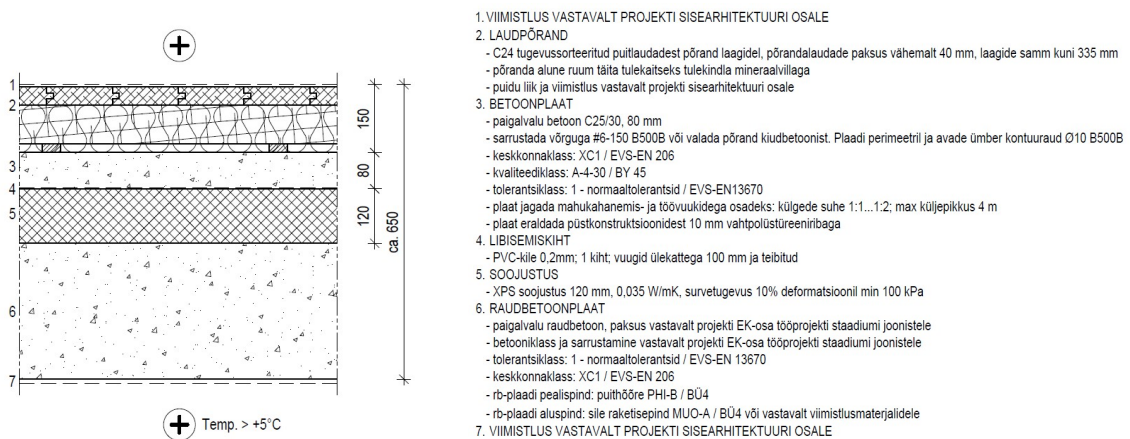 1. VIIMISTLUS VASTAVALT PROJEKTI SISEARHITEKTUURI OSALE
2. LAUDPÕRAND
- C24 tugevussorteeritud puitlaudadest põrand laagidel, põrandalaudade paksus vähemalt 40 mm, laagide samm kuni 335 mm
- põranda alune ruum täita tulekaitseks tulekindla mineraalvillaga
- puidu liik ja viimistlus vastavalt projekti sisearhitektuuri osale
3. BETOONPLAAT
- paigalvalu betoon C25/30, 80 mm
- sarrustada võrguga #6-150 B500B või valada põrand kiudbetoonist. Plaadi perimeetril ja avade ümber kontuuraud Ø10 B500B
- keskkonnaklass: XC1 / EVS-EN 206
- kvaliteediklass: A-4-30 / BY 45
- tolerantsiklass: 1 - normaaltolerantsid / EVS-EN13670
- plaat jagada mahukahanemis- ja töövuukidega osadeks: külgede suhe 1:1...1:2; max küljepikkus 4 m
- plaat eraldada püstkonstruktsioonidest 10 mm vahtpolüstüreeniribaga
4. LIBISEMISKIHT
- PVC-kile 0,2mm; 1 kiht; vuugid ülekattega 100 mm ja teibitud
5. SOOJUSTUS
- XPS soojustus 120 mm, 0,035 W/mK, survetugevus 10% deformatsioonil min 100 kPa
6. RAUDBETOONPLAAT
- paigalvalu raudbetoon, paksus vastavalt projekti EK-osa tööprojekti staadiumi joonistele
- betooniklass ja sarrustamine vastavalt projekti EK-osa tööprojekti staadiumi joonistele
- tolerantsiklass: 1 - normaaltolerantsid / EVS-EN 13670
- keskkonnaklass: XC1 / EVS-EN 206
- rb-plaadi pealispind: puithõõre PHI-B / BÜ4
- rb-plaadi aluspind: sile raketisepind MUO-A / BÜ4 või vastavalt viimistlusmaterjalidele
7. VIIMISTLUS VASTAVALT PROJEKTI SISEARHITEKTUURI OSALE
1
2
3
4
5
6
7
150
80
120
ca. 650
Temp. > +5°C